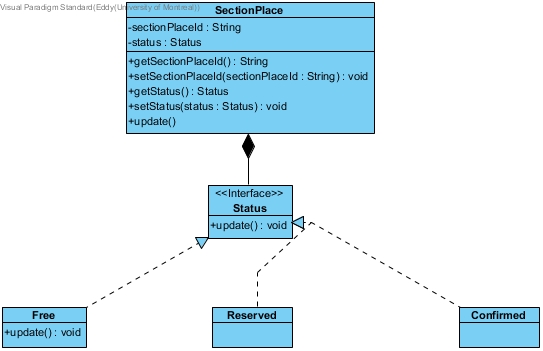 Visual Paradigm Standard(Eddy(University of Montreal))
SectionPlace
-sectionPlaceId : String
-status : Status
+getSectionPlaceId() : String
+setSectionPlaceId(sectionPlaceId : String) : void
+getStatus() : Status
+setStatus(status : Status) : void
+update()
<<Interface>>
Status
+update() : void
Free
+update() : void
Reserved
Confirmed